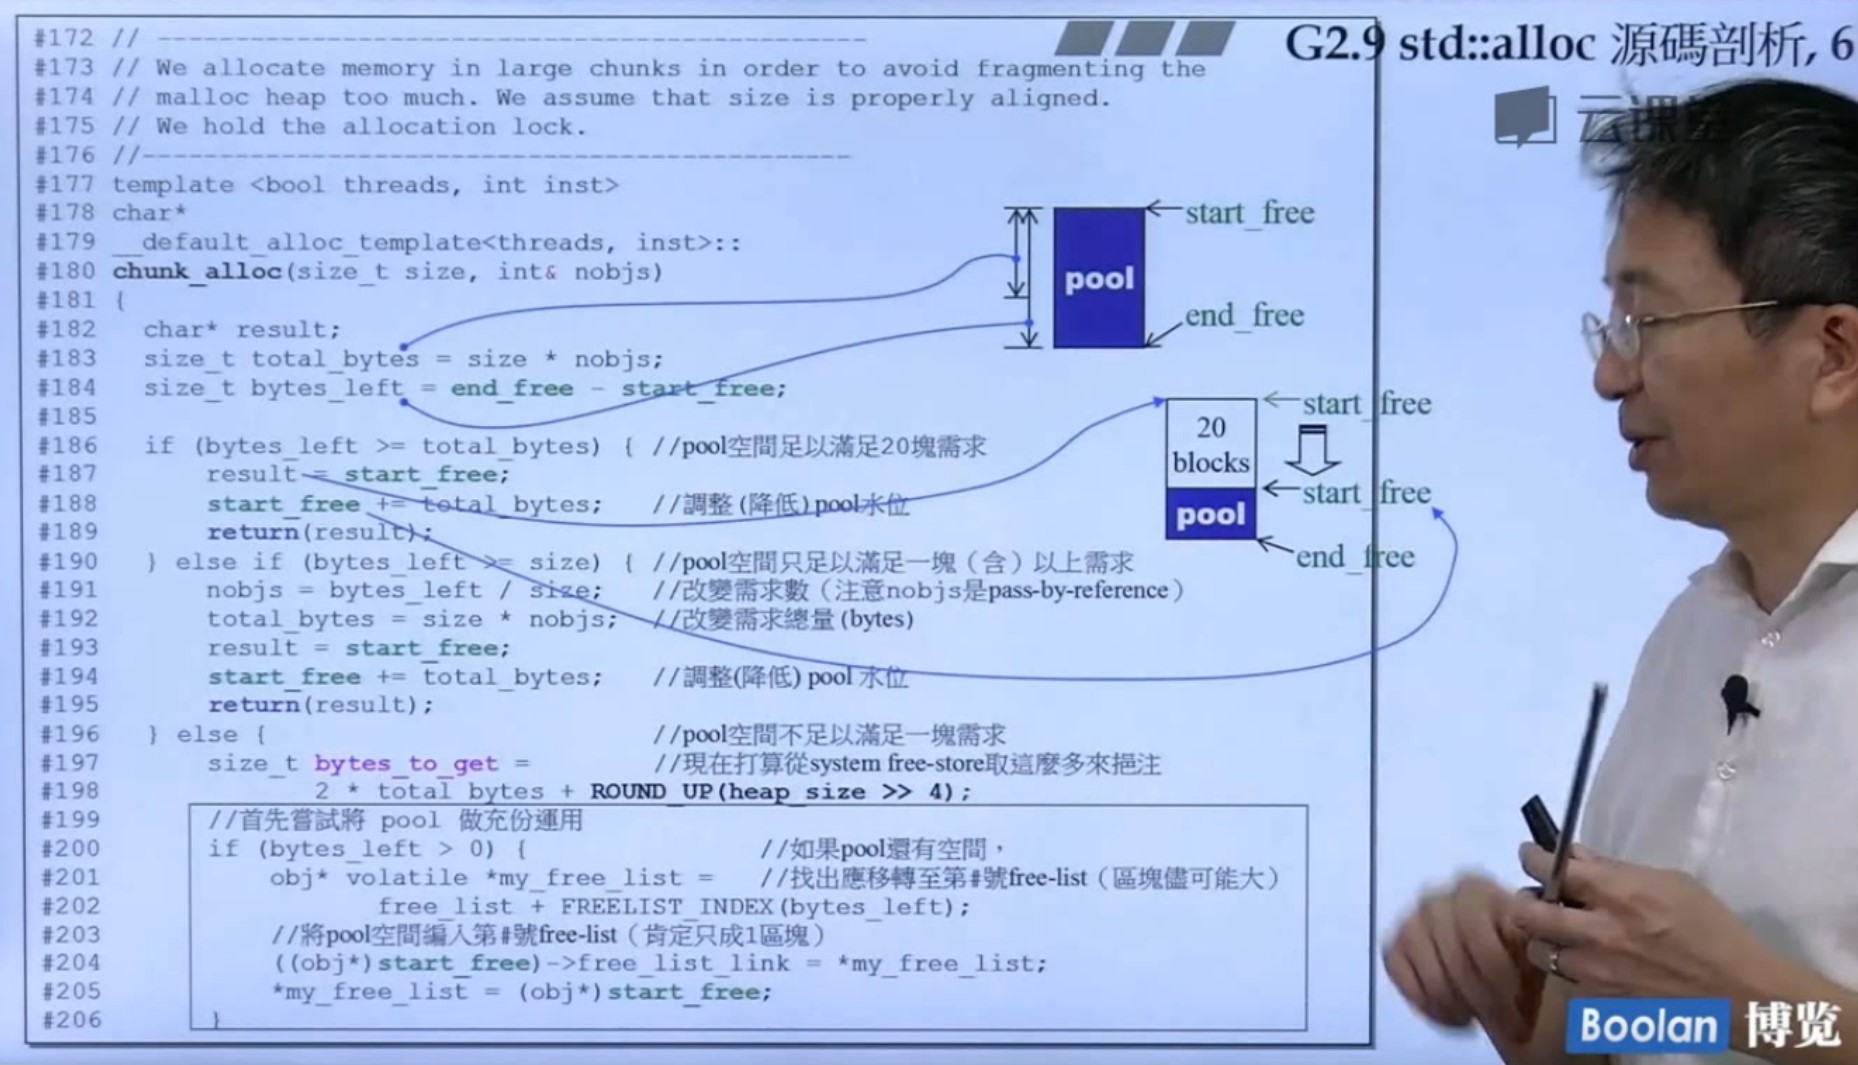 G2.9 std::alloc 源碼剖析, 6
云课堂
#172 // ---------------------------------------------
#173 // We allocate memory in large chunks in order to avoid fragmenting the
#174 // malloc heap too much. We assume that size is properly aligned.
#175 // We hold the allocation lock.
#176 //----------------------------------------------
#177 template <bool threads, int inst>
#178 char*
#179 __default_alloc_template<threads, inst>::
#180 chunk_alloc(size_t size, int& nobjs)
#181 {
#182 char* result;
#183 size_t total_bytes = size * nobjs;
#184 size_t bytes_left = end_free - start_free;
#185
#186 if (bytes_left >= total_bytes) { //pool空間足以滿足20塊需求
#187 result = start_free;
#188 start_free += total_bytes; //調整(降低)pool水位
#189 return(result);
#190 } else if (bytes_left >= size) { //pool空間只足以滿足一塊（含）以上需求
#191 nobjs = bytes_left / size; //改變需求數（注意nobjs是pass-by-reference）
#192 total_bytes = size * nobjs; //改變需求總量(bytes)
#193 result = start_free;
#194 start_free += total_bytes; //調整(降低) pool 水位
#195 return(result);
#196 } else { //pool空間不足以滿足一塊需求
#197 size_t bytes_to_get = //現在打算從system free-store取這麼多來挹注
#198 2 * total_bytes + ROUND_UP(heap_size >> 4);
#199 //首先嘗試將 pool 做充份運用
#200 if (bytes_left > 0) { //如果pool還有空間，
#201 obj* volatile *my_free_list = //找出應移轉至第#號free-list（區塊儘可能大）
#202 free_list + FREELIST_INDEX(bytes_left);
#203 //將pool空間編入第#號free-list（肯定只成1區塊）
#204 ((obj*)start_free)->free_list_link = *my_free_list;
#205 *my_free_list = (obj*)start_free;
#206 }
start_free
pool
end_free
start_free
20
blocks
start_free
pool
end_free
Boolan 博览